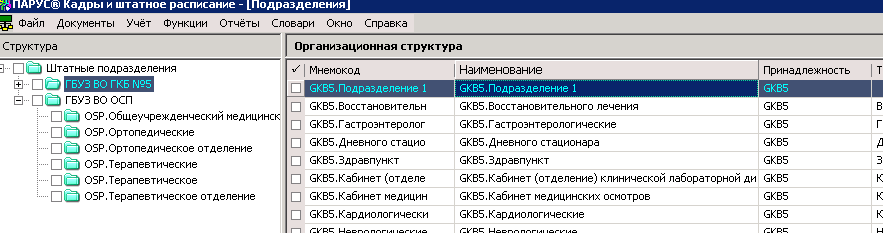 ПАРУС® Кадры и штатное расписание - [Подразделения]
Файл Документы Учёт Функции Отчёты Словари Окно Справка
Структура
Штатные подразделения
ГБУЗ ВО ГКБ №5
ГБУЗ ВО ОСП
OSP.Общеучрежденческий медицинск
OSP.Ортопедические
OSP.Ортопедическое отделение
OSP.Терапевтические
OSP.Терапевтическое
OSP.Терапевтическое отделение
Организационная структура
Мнемокод Наименование Принадлежность Т
GKB5.Подразделение 1 GKB5.Подразделение 1 GKB5
GKB5.Восстановительн GKB5.Восстановительного лечения GKB5 В
GKB5.Гастроэнтеролог GKB5.Гастроэнтерологические GKB5 Г
GKB5.Дневного стацио GKB5.Дневного стационара GKB5 Д
GKB5.Здравпункт GKB5.Здравпункт GKB5 З
GKB5.Кабинет (отделе GKB5.Кабинет (отделение) клинической лабораторной ди GKB5 К
GKB5.Кабинет медицин GKB5.Кабинет медицинских осмотров GKB5 К
GKB5.Кардиологически GKB5.Кардиологические GKB5 К
GKB5.Неврологические GKB5.Неврологические GKB5